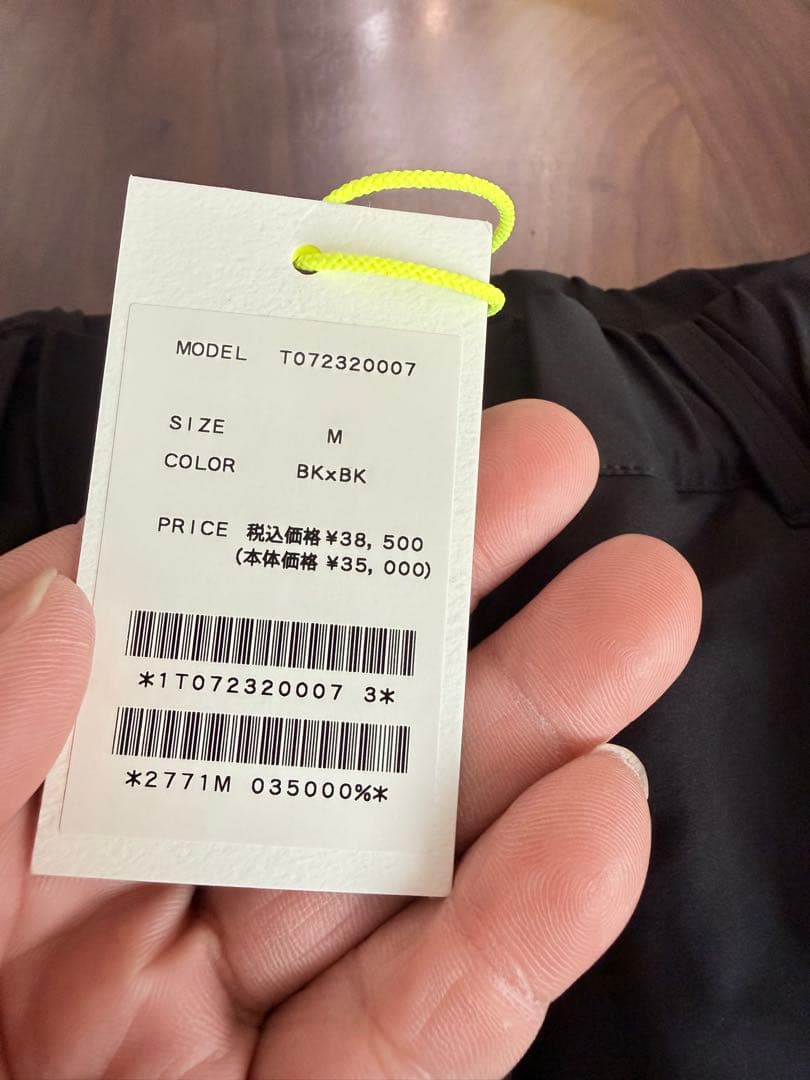 MODEL T072320007
SIZE M
COLOR BKxBK
PRICE 税込価格 ¥38, 500
(本体価格 ¥35, 000)
*1T072320007 3*
*2771M 035000%*